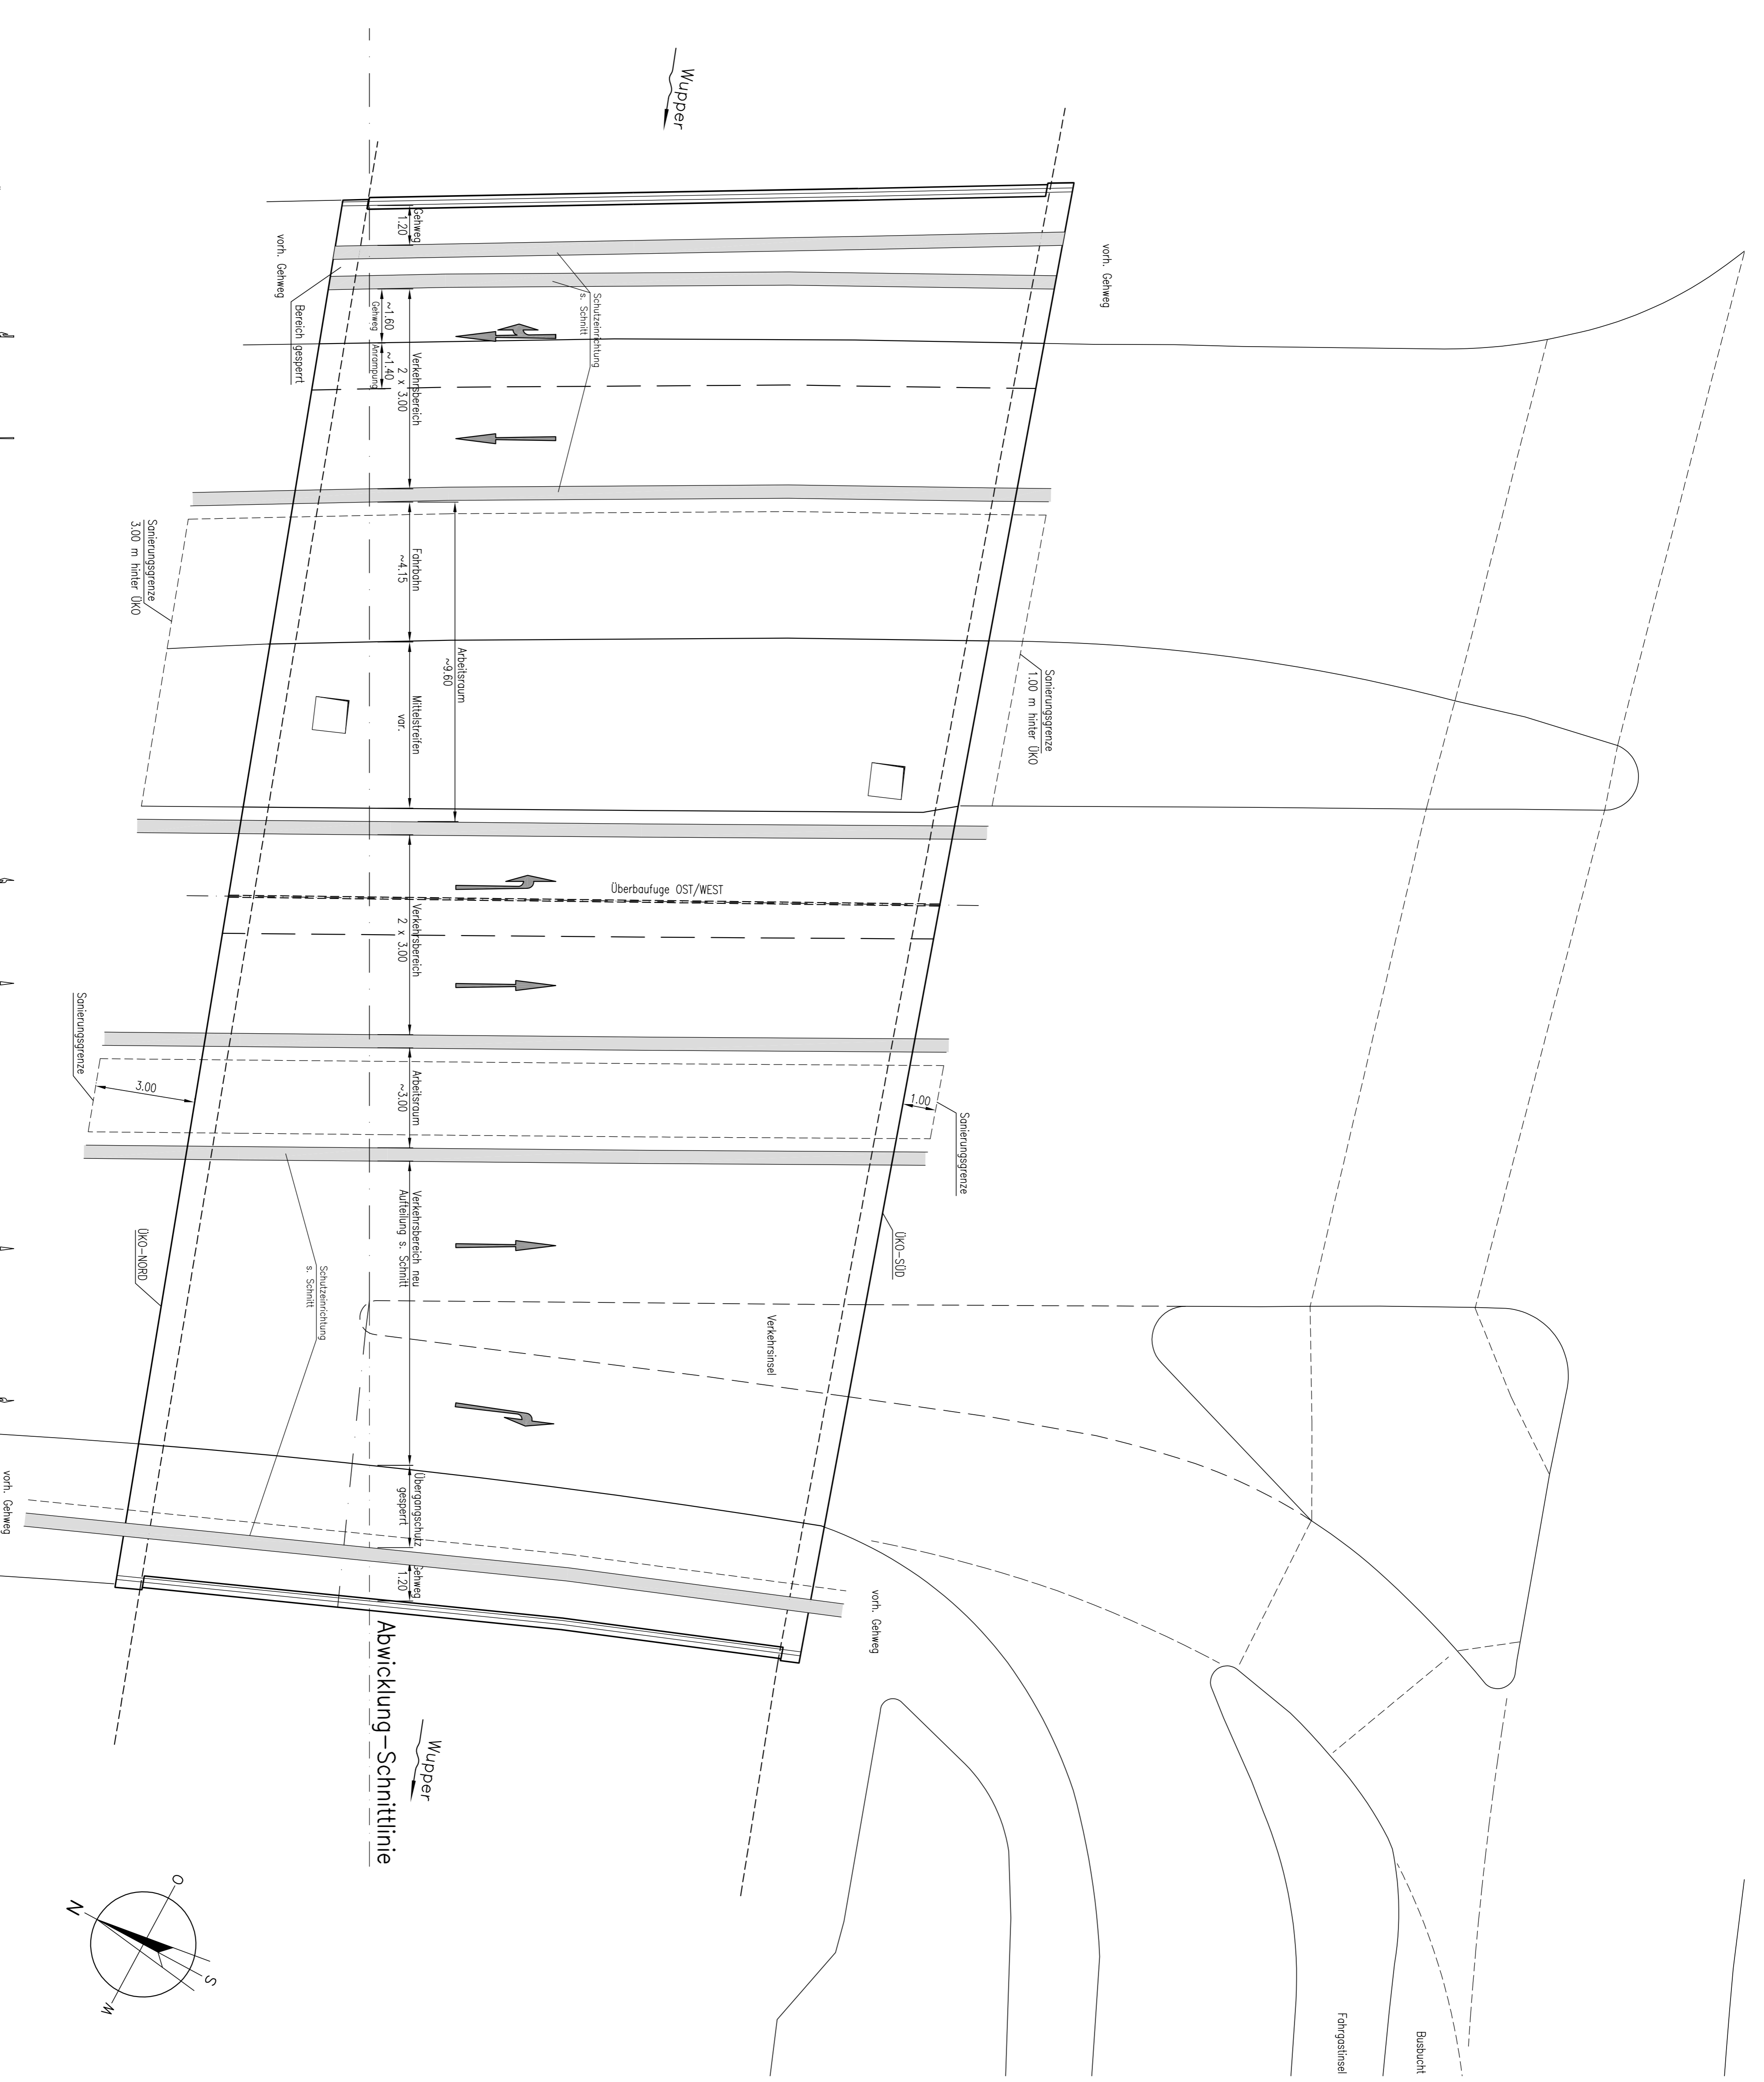 Wupper
vorh. Gehweg
vorh. Gehweg
Gehweg
1.20
Bereich gesperrt
Schutzeinrichtung
s. Schnitt
~1.60
Gehweg
~1.40
Anrampung
Verkehrsbereich
2 x 3.00
Sanierungsgrenze
3.00 m hinter ÜKO
Fahrbahn
~4.15
Arbeitsraum
~9.60
Mittelstreifen
var.
Sanierungsgrenze
1.00 m hinter ÜKO
Überbaufuge OST/WEST
Verkehrsbereich
2 x 3.00
Sanierungsgrenze
3.00
Arbeitsraum
~3.00
1.00
Sanierungsgrenze
Verkehrsbereich neu
Aufteilung s. Schnitt
ÜKO-NORD
ÜKO-SÜD
Schutzeinrichtung
s. Schnitt
Verkehrsinsel
Übergangschutz
gesperrt
Gehweg
1.20
vorh. Gehweg
vorh. Gehweg
Abwicklung-Schnittlinie
Wupper
N
O
S
W
Fahrgastinsel
Busbucht